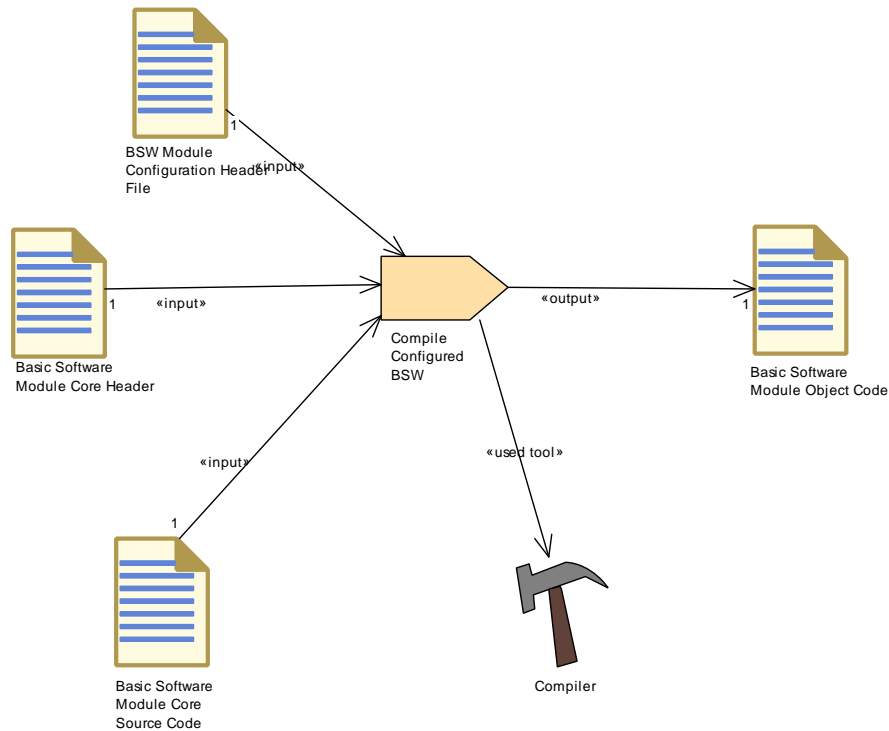 1
BSW Module
Configuration Header
File
«input»
1
«input»
Basic Software
Module Core Header
Compile
Configured
BSW
«output»
1
Basic Software
Module Object Code
«input»
«used tool»
1
Basic Software
Module Core
Source Code
Compiler